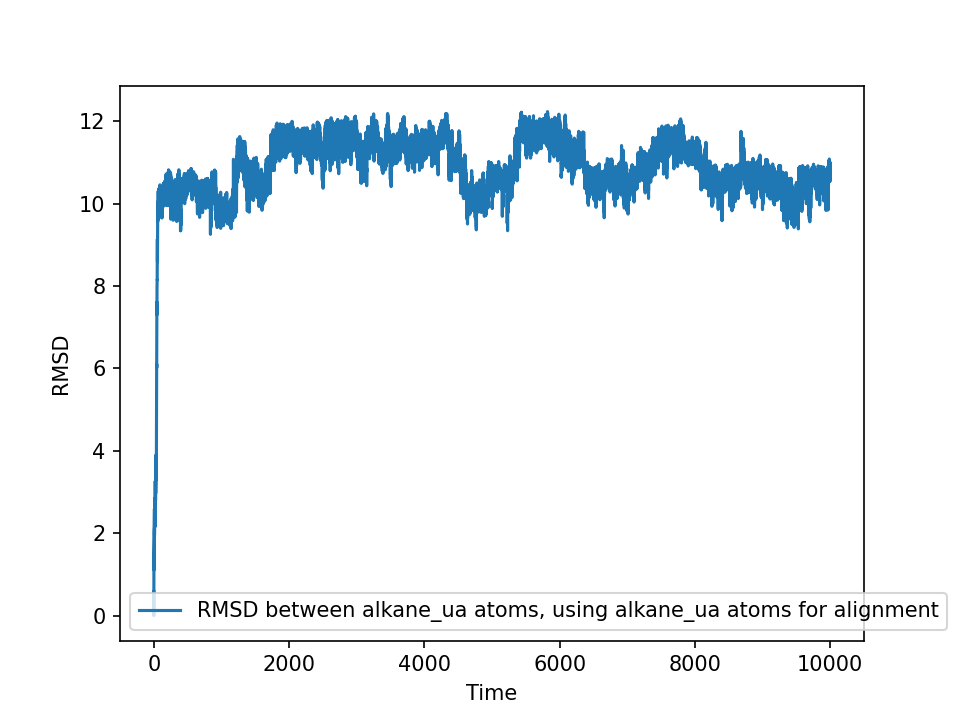 12
10
8
6
4
2
0
RMSD
RMSD between alkane_ua atoms, using alkane_ua atoms for alignment
0 2000 4000 6000 8000 10000
Time